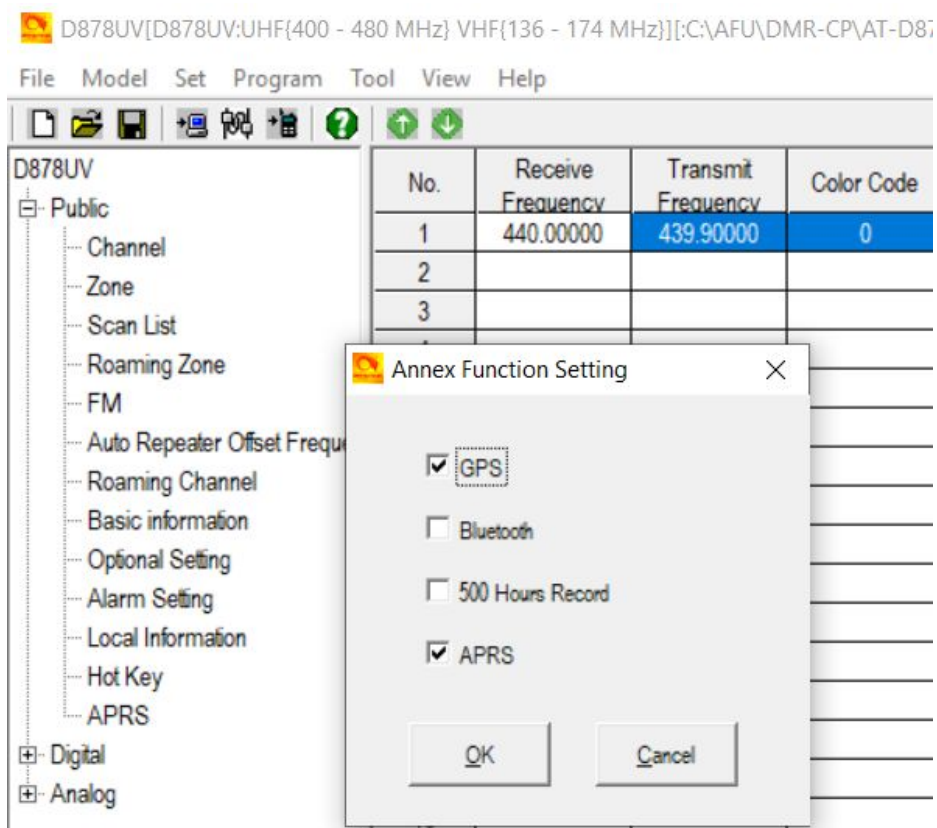 D878UV[D878UV:UHF{400 - 480 MHz} VHF{136 - 174 MHz}][:C:\AFU\DMR-CP\AT-D87
File Model Set Program Tool View Help
D878UV
Public
Channel
Zone
Scan List
Roaming Zone
FM
Auto Repeater Offset Freque
Roaming Channel
Basic information
Optional Setting
Alarm Setting
Local Information
Hot Key
APRS
Digital
Analog
No. Receive Frequency Transmit Frequency Color Code
1 440.00000 439.90000 0
2
3
Annex Function Setting
GPS
Bluetooth
500 Hours Record
APRS
OK Cancel